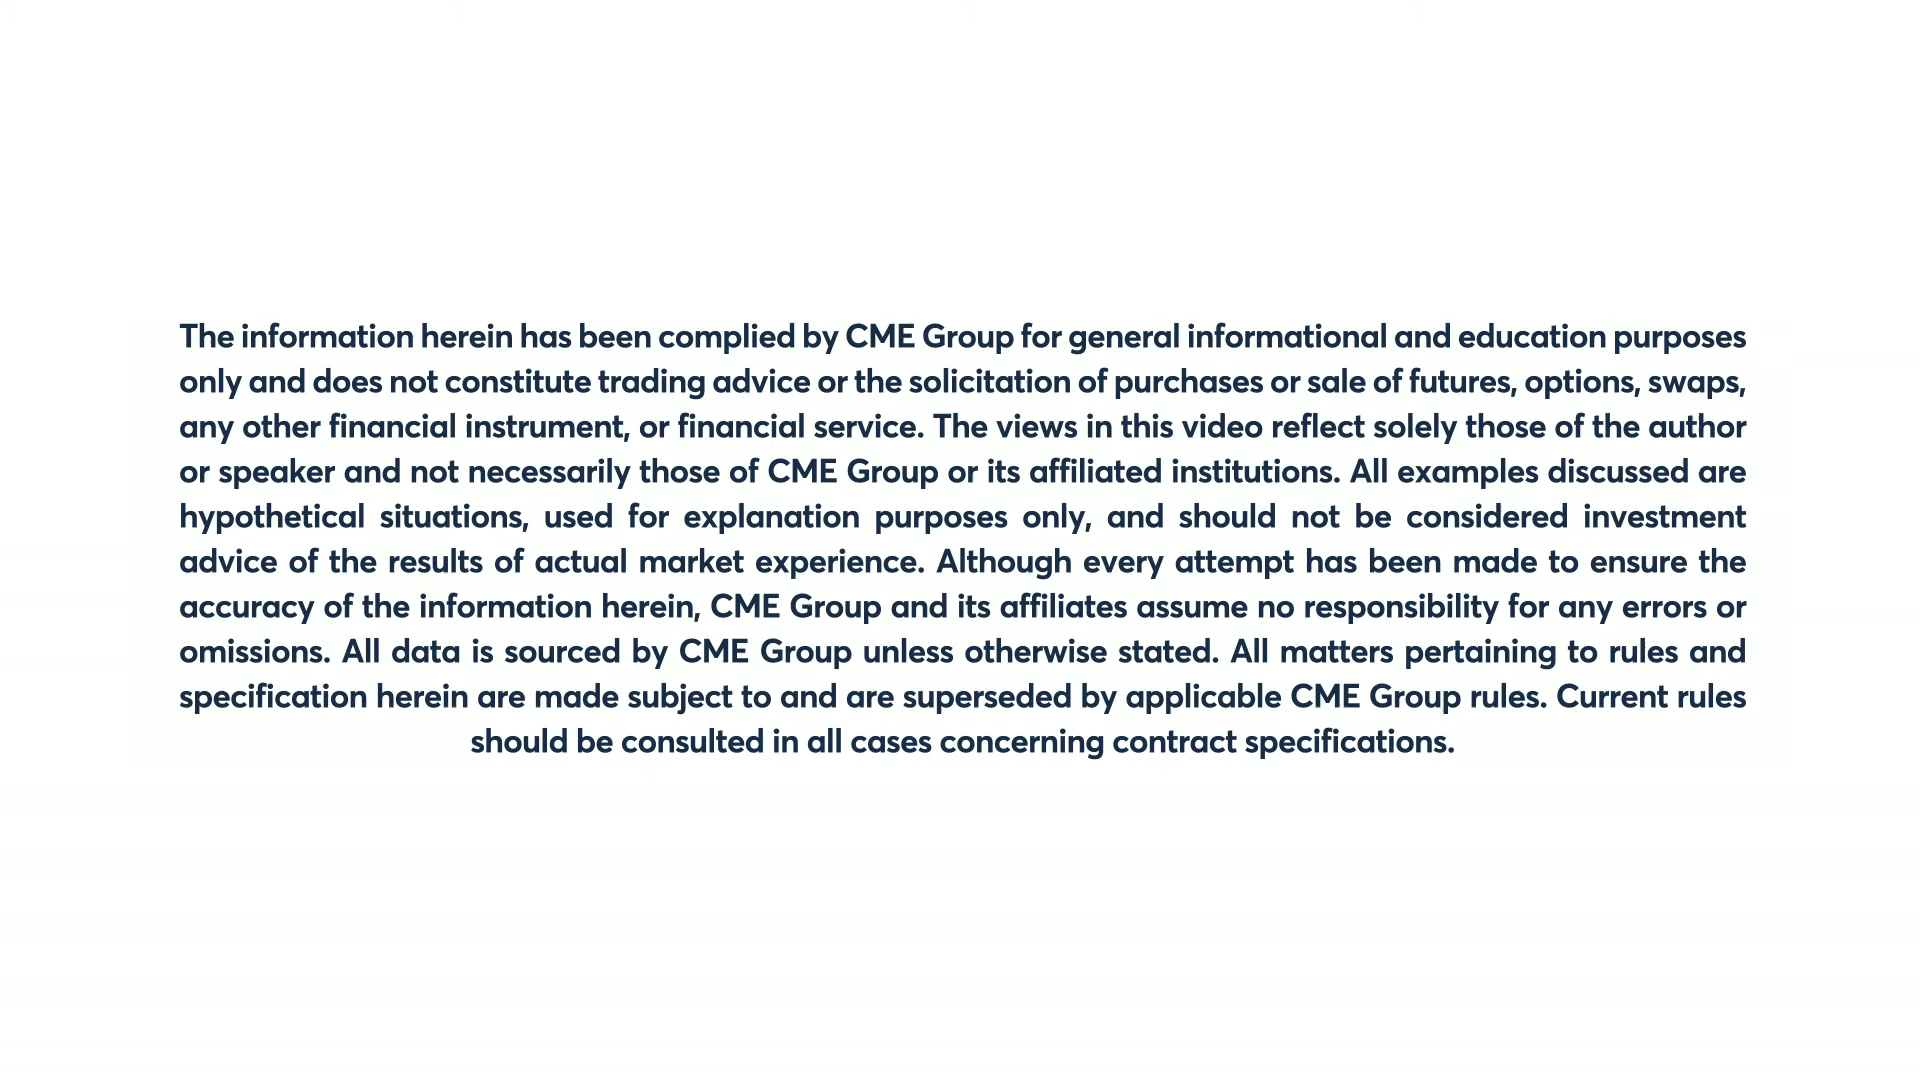 The information herein has been complied by CME Group for general informational and education purposes
only and does not constitute trading advice or the solicitation of purchases or sale of futures, options, swaps,
any other financial instrument, or financial service. The views in this video reflect solely those of the author
or speaker and not necessarily those of CME Group or its affiliated institutions. All examples discussed are
hypothetical situations, used for explanation purposes only, and should not be considered investment
advice of the results of actual market experience. Although every attempt has been made to ensure the
accuracy of the information herein, CME Group and its affiliates assume no responsibility for any errors or
omissions. All data is sourced by CME Group unless otherwise stated. All matters pertaining to rules and
specification herein are made subject to and are superseded by applicable CME Group rules. Current rules
should be consulted in all cases concerning contract specifications.